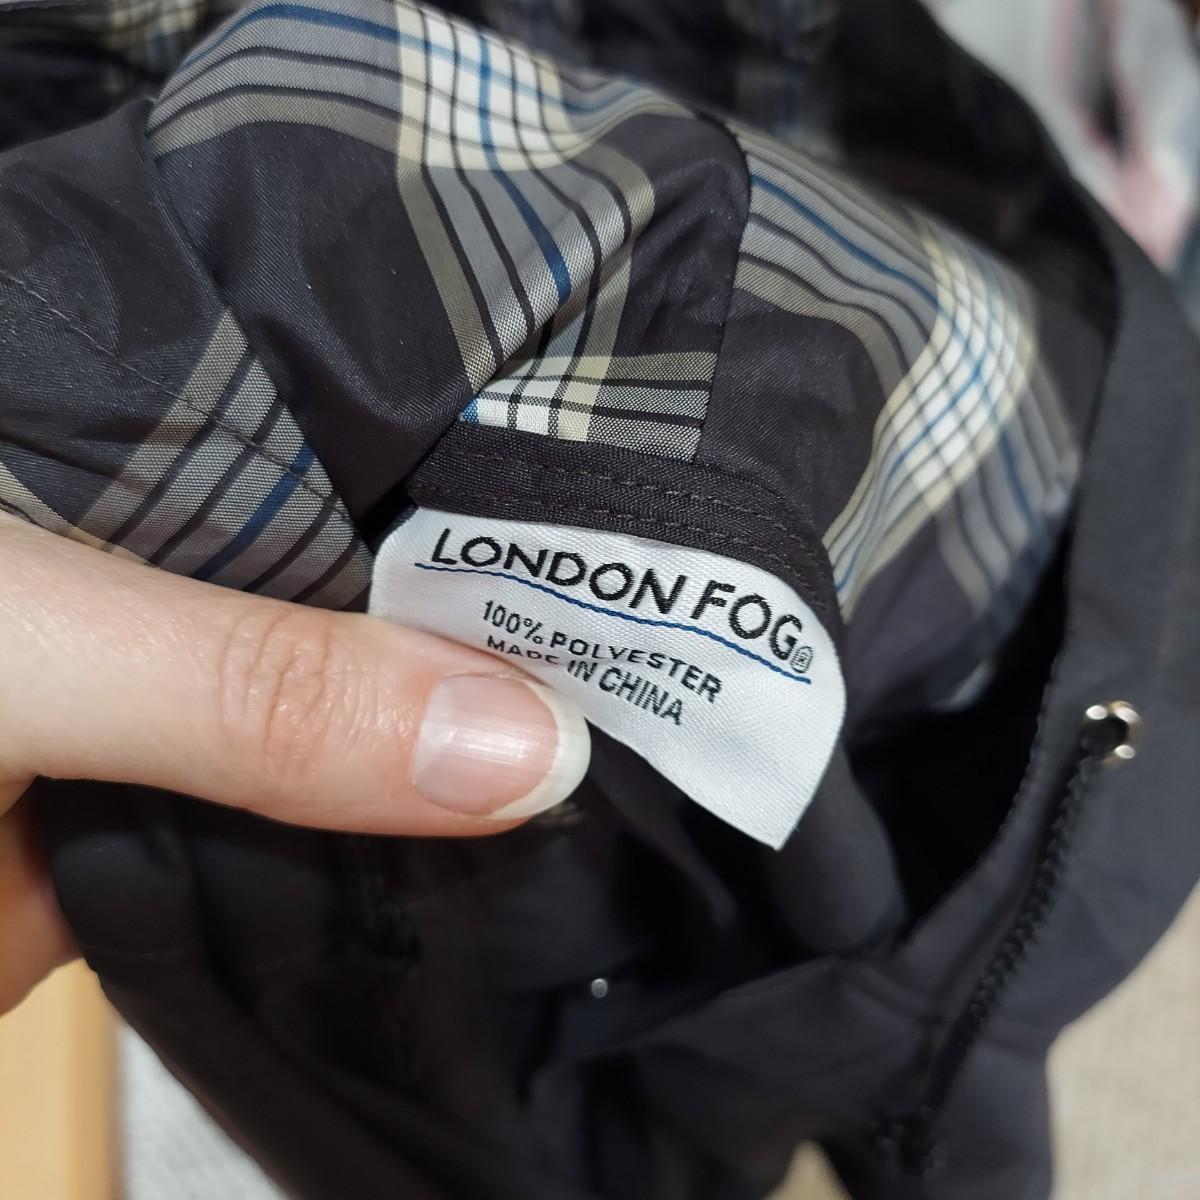 LONDON FOG®
100% POLYESTER
MADE IN CHINA